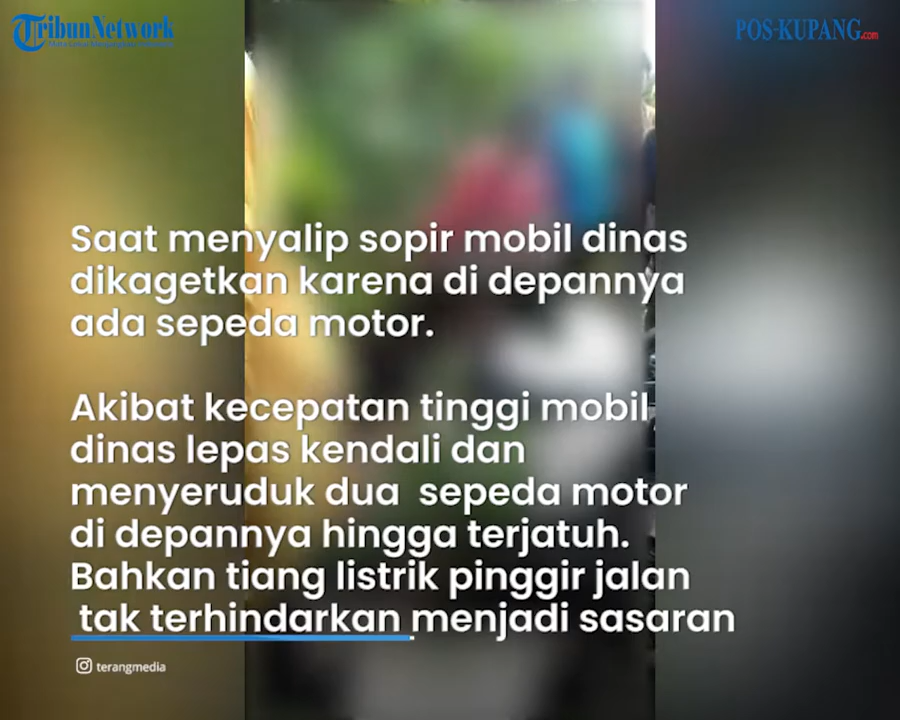 TribunNetwork
POS-KUPANG.com
Saat menyalip sopir mobil dinas
dikagetkan karena di depannya
ada sepeda motor.
Akibat kecepatan tinggi mobil
dinas lepas kendali dan
menyeruduk dua sepeda motor
di depannya hingga terjatuh.
Bahkan tiang listrik pinggir jalan
tak terhindarkan menjadi sasaran
terangmedia